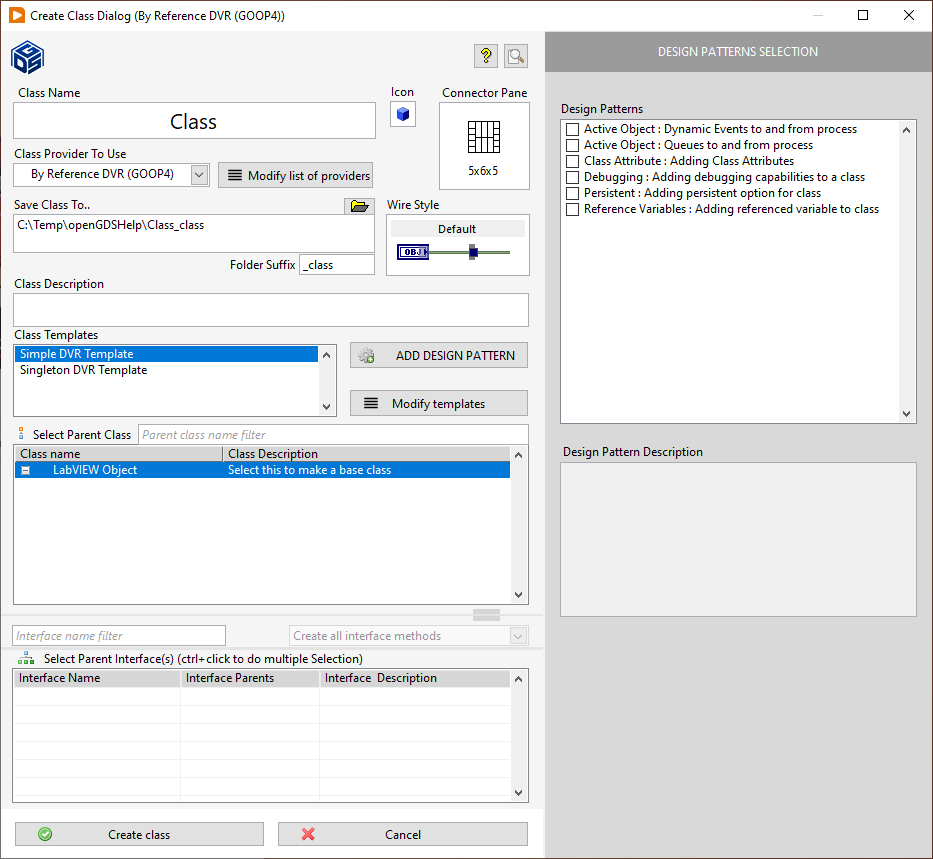 Create Class Dialog (By Reference DVR (GOOP4))
GDS
?
Class Name
Icon
Connector Pane
Class
5x6x5
Class Provider To Use
By Reference DVR (GOOP4)
Modify list of providers
Save Class To..
C:\Temp\openGDSHelp\Class_class
Wire Style
Default
OBJ
Folder Suffix
_class
Class Description
Class Templates
Simple DVR Template
Singleton DVR Template
ADD DESIGN PATTERN
Modify templates
Select Parent Class
Parent class name filter
Class name
Class Description
LabVIEW Object
Select this to make a base class
Interface name filter
Create all interface methods
Select Parent Interface(s) (ctrl+click to do multiple Selection)
Interface Name
Interface Parents
Interface  Description
Create class
Cancel
DESIGN PATTERNS SELECTION
Design Patterns
Active Object : Dynamic Events to and from process
Active Object : Queues to and from process
Class Attribute : Adding Class Attributes
Debugging : Adding debugging capabilities to a class
Persistent : Adding persistent option for class
Reference Variables : Adding referenced variable to class
Design Pattern Description